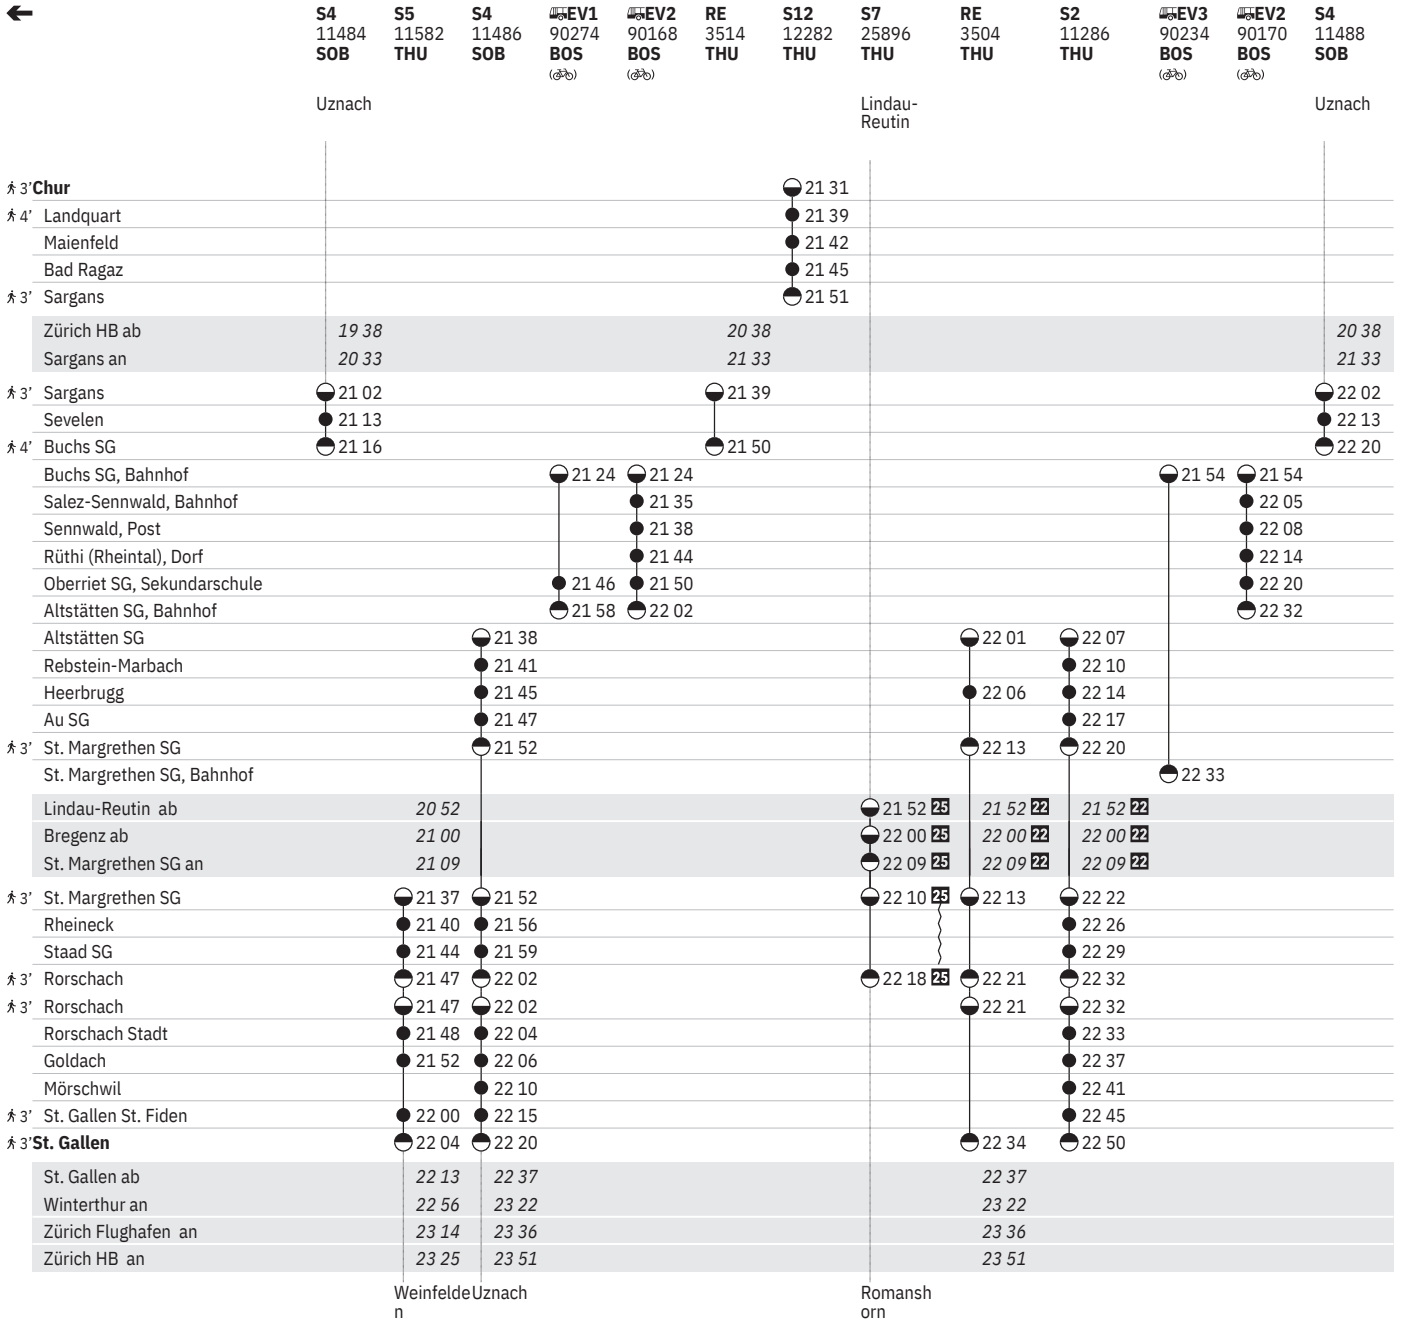 S4 S5 S4 EV1 EV2 RE S12 S7 RE S2 EV3 EV2 S4
11484 11582 11486 90274 90168 3514 12282 25896 3504 11286 90234 90170 11488
SOB THU SOB BOS BOS THU THU THU THU THU BOS BOS SOB
Uznach Lindau- Uznach
Reutin
3' Chur 21 31
4' Landquart 21 39
Maienfeld 21 42
Bad Ragaz 21 45
3' Sargans 21 51
Zürich HB ab 19 38 20 38 20 38
Sargans an 20 33 21 33 21 33
3' Sargans 21 02 21 39 22 02
Sevelen 21 13 22 13
4' Buchs SG 21 16 21 50 22 20
Buchs SG, Bahnhof 21 24 21 24 21 54 21 54
Salez-Sennwald, Bahnhof 21 35 22 05
Sennwald, Post 21 38 22 08
Rüthi (Rheintal), Dorf 21 44 22 14
Oberriet SG, Sekundarschule 21 46 21 50 22 20
Altstätten SG, Bahnhof 21 58 22 02 22 32
Altstätten SG 21 38 22 01 22 07
Rebstein-Marbach 21 41 22 10
Heerbrugg 21 45 22 06 22 14
Au SG 21 47 22 17
3' St. Margrethen SG 21 52 22 13 22 20
St. Margrethen SG, Bahnhof 22 33
Lindau-Reutin ab 20 52 21 52 25 21 52 22 21 52 22
Bregenz ab 21 00 22 00 25 22 00 22 22 00 22
St. Margrethen SG an 21 09 22 09 25 22 09 22 22 09 22
3' St. Margrethen SG 21 37 21 52 22 10 25 22 13 22 22
Rheineck 21 40 21 56 22 26
Staad SG 21 44 21 59 22 29
3' Rorschach 21 47 22 02 22 18 25 22 21 22 32
3' Rorschach 21 47 22 02 22 21 22 32
Rorschach Stadt 21 48 22 04 22 33
Goldach 21 52 22 06 22 37
Mörschwil 22 10 22 41
3' St. Gallen St. Fiden 22 00 22 15 22 45
3' St. Gallen 22 04 22 20 22 34 22 50
St. Gallen ab 22 13 22 37 22 37
Winterthur an 22 56 23 22 23 22
Zürich Flughafen an 23 14 23 36 23 36
Zürich HB an 23 25 23 51 23 51
Weinfelde Uznach Romansh
n orn